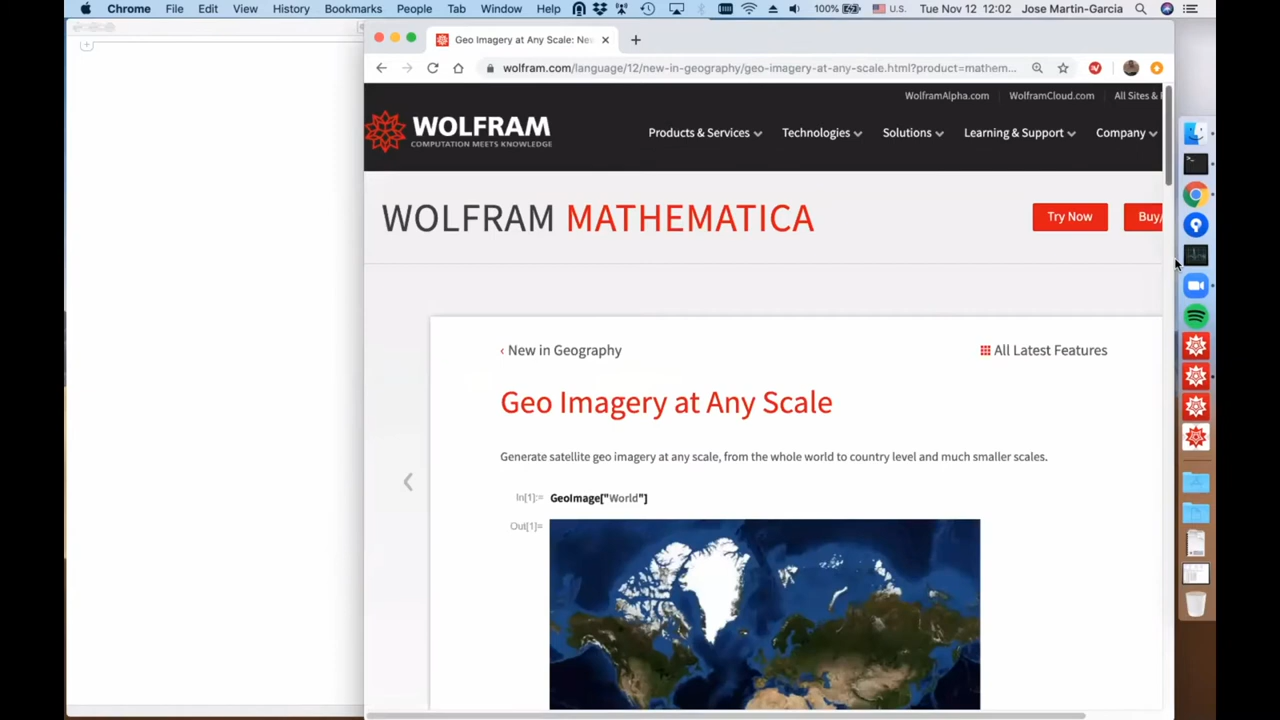 Chrome File Edit View History Bookmarks People Tab Window Help 100% U.S. Tue Nov 12 12:02 Jose Martin-Garcia
Geo Imagery at Any Scale: Ne
wolfram.com/language/12/new-in-geography/geo-imagery-at-any-scale.html?product=mathem...
WolframAlpha.com WolframCloud.com All Sites &
WOLFRAM
COMPUTATION MEETS KNOWLEDGE
Products & Services Technologies Solutions Learning & Support Company
WOLFRAM MATHEMATICA
Try Now Buy/
‹ New in Geography All Latest Features
Geo Imagery at Any Scale
Generate satellite geo imagery at any scale, from the whole world to country level and much smaller scales.
In[1]:= GeoImage["World"]
Out[1]=